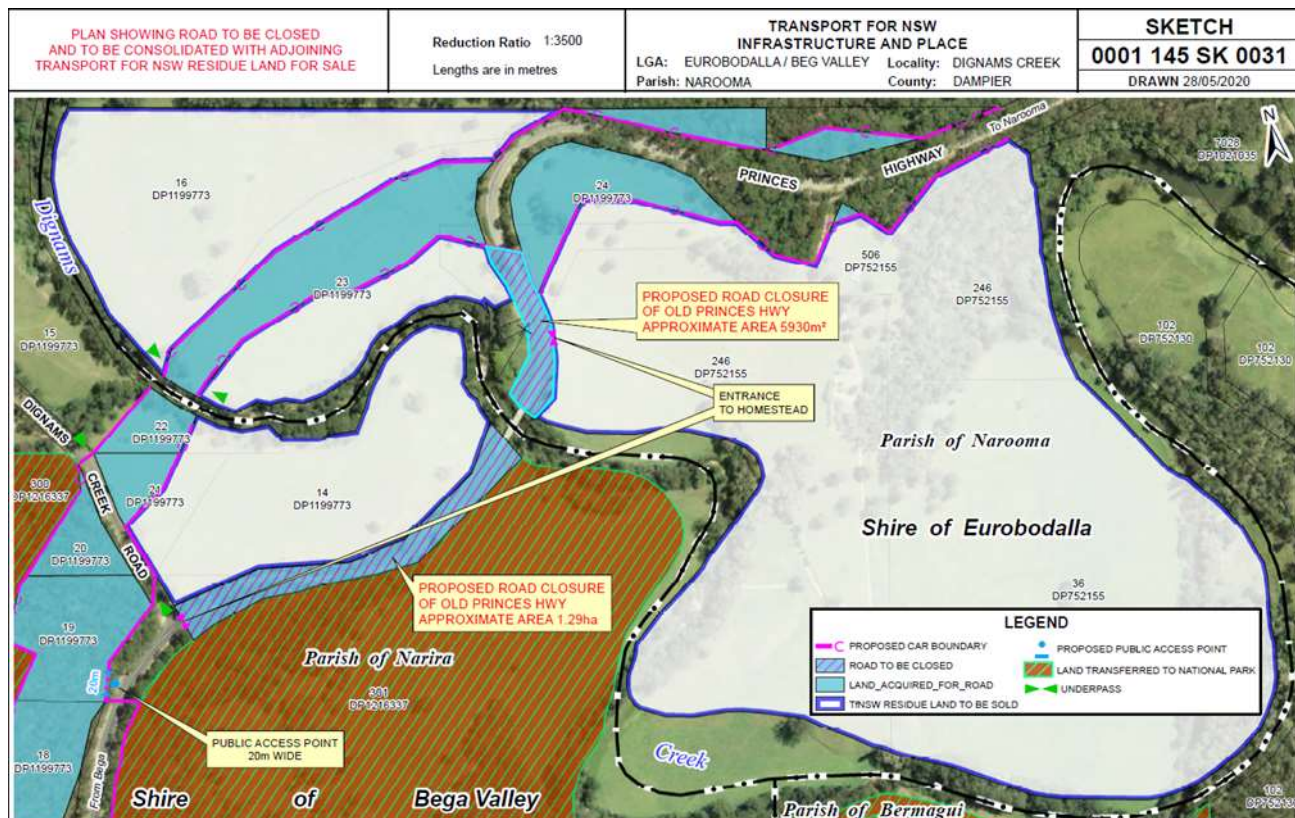 PLAN SHOWING ROAD TO BE CLOSED
AND TO BE CONSOLIDATED WITH ADJOINING
TRANSPORT FOR NSW RESIDUE LAND FOR SALE
Reduction Ratio 1:3500
Lengths are in metres
TRANSPORT FOR NSW
INFRASTRUCTURE AND PLACE
LGA: EUROBODALLA / BEG VALLEY Locality: DIGNAMS CREEK
Parish: NAROOMA County: DAMPIER
SKETCH
0001 145 SK 0031
DRAWN 28/05/2020
N
To Narooma
PRINCES HIGHWAY
7028
DP1021035
16
DP1199773
24
DP1199773
Dignams
506
DP752155
246
DP752155
23
DP1199773
PROPOSED ROAD CLOSURE
OF OLD PRINCES HWY
APPROXIMATE AREA 5930m²
15
DP1199773
102
DP752130
102
DP752130
246
DP752155
ENTRANCE
TO HOMESTEAD
DIGNAMS CREEK ROAD
22
DP1199773
Parish of Narooma
300
DP1216337
21
DP1199773
14
DP1199773
Shire of Eurobodalla
20
DP1199773
PROPOSED ROAD CLOSURE
OF OLD PRINCES HWY
APPROXIMATE AREA 1.29ha
36
DP752155
19
DP1199773
Parish of Narira
301
DP1216337
20m
PUBLIC ACCESS POINT
20m WIDE
18
DP1199773
From Bega
Creek
Shire of Bega Valley
Parish of Bermagui
102
LEGEND
PROPOSED CAR BOUNDARY
ROAD TO BE CLOSED
LAND_ACQUIRED_FOR_ROAD
TfNSW RESIDUE LAND TO BE SOLD
PROPOSED PUBLIC ACCESS POINT
LAND TRANSFERRED TO NATIONAL PARK
UNDERPASS